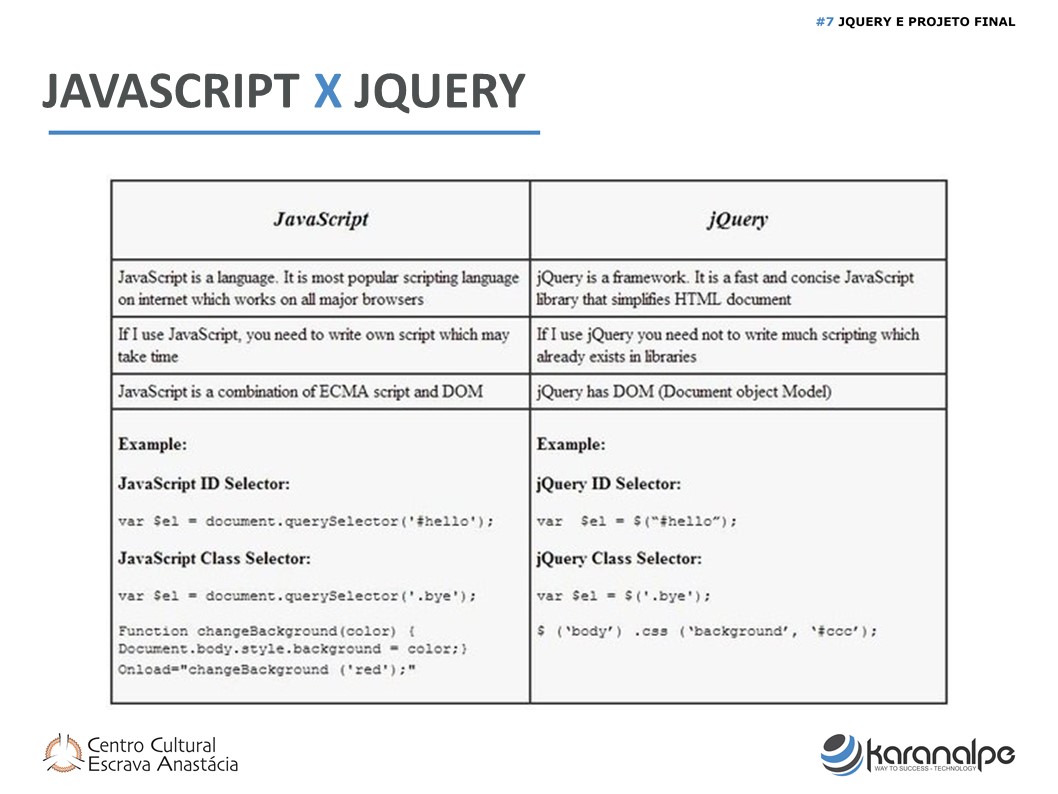 #7 JQUERY E PROJETO FINAL
JAVASCRIPT X JQUERY
JavaScript
jQuery
JavaScript is a language. It is most popular scripting language
on internet which works on all major browsers
jQuery is a framework. It is a fast and concise JavaScript
library that simplifies HTML document
If I use JavaScript, you need to write own script which may
take time
If I use jQuery you need not to write much scripting which
already exists in libraries
JavaScript is a combination of ECMA script and DOM
jQuery has DOM (Document object Model)
Example:
JavaScript ID Selector:
var $el = document.querySelector('#hello');
JavaScript Class Selector:
var $el = document.querySelector('.bye');
Function changeBackground(color) {
Document.body.style.background = color;}
Onload="changeBackground ('red');"
Example:
jQuery ID Selector:
var  $el = $(“#hello”);
jQuery Class Selector:
var $el = $('.bye');
$ (‘body’) .css (‘background’, ‘#ccc’);
Centro Cultural
Escrava Anastácia
karanalpe
WAY TO SUCCESS - TECHNOLOGY